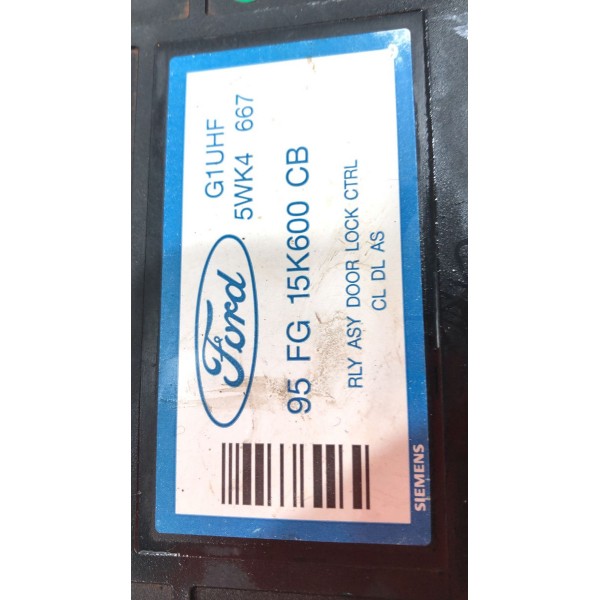 G1UHF
Ford 5WK4 667
95 FG 15K600 CB
RLY ASY DOOR LOCK CTRL
CL DL AS
SIEMENS